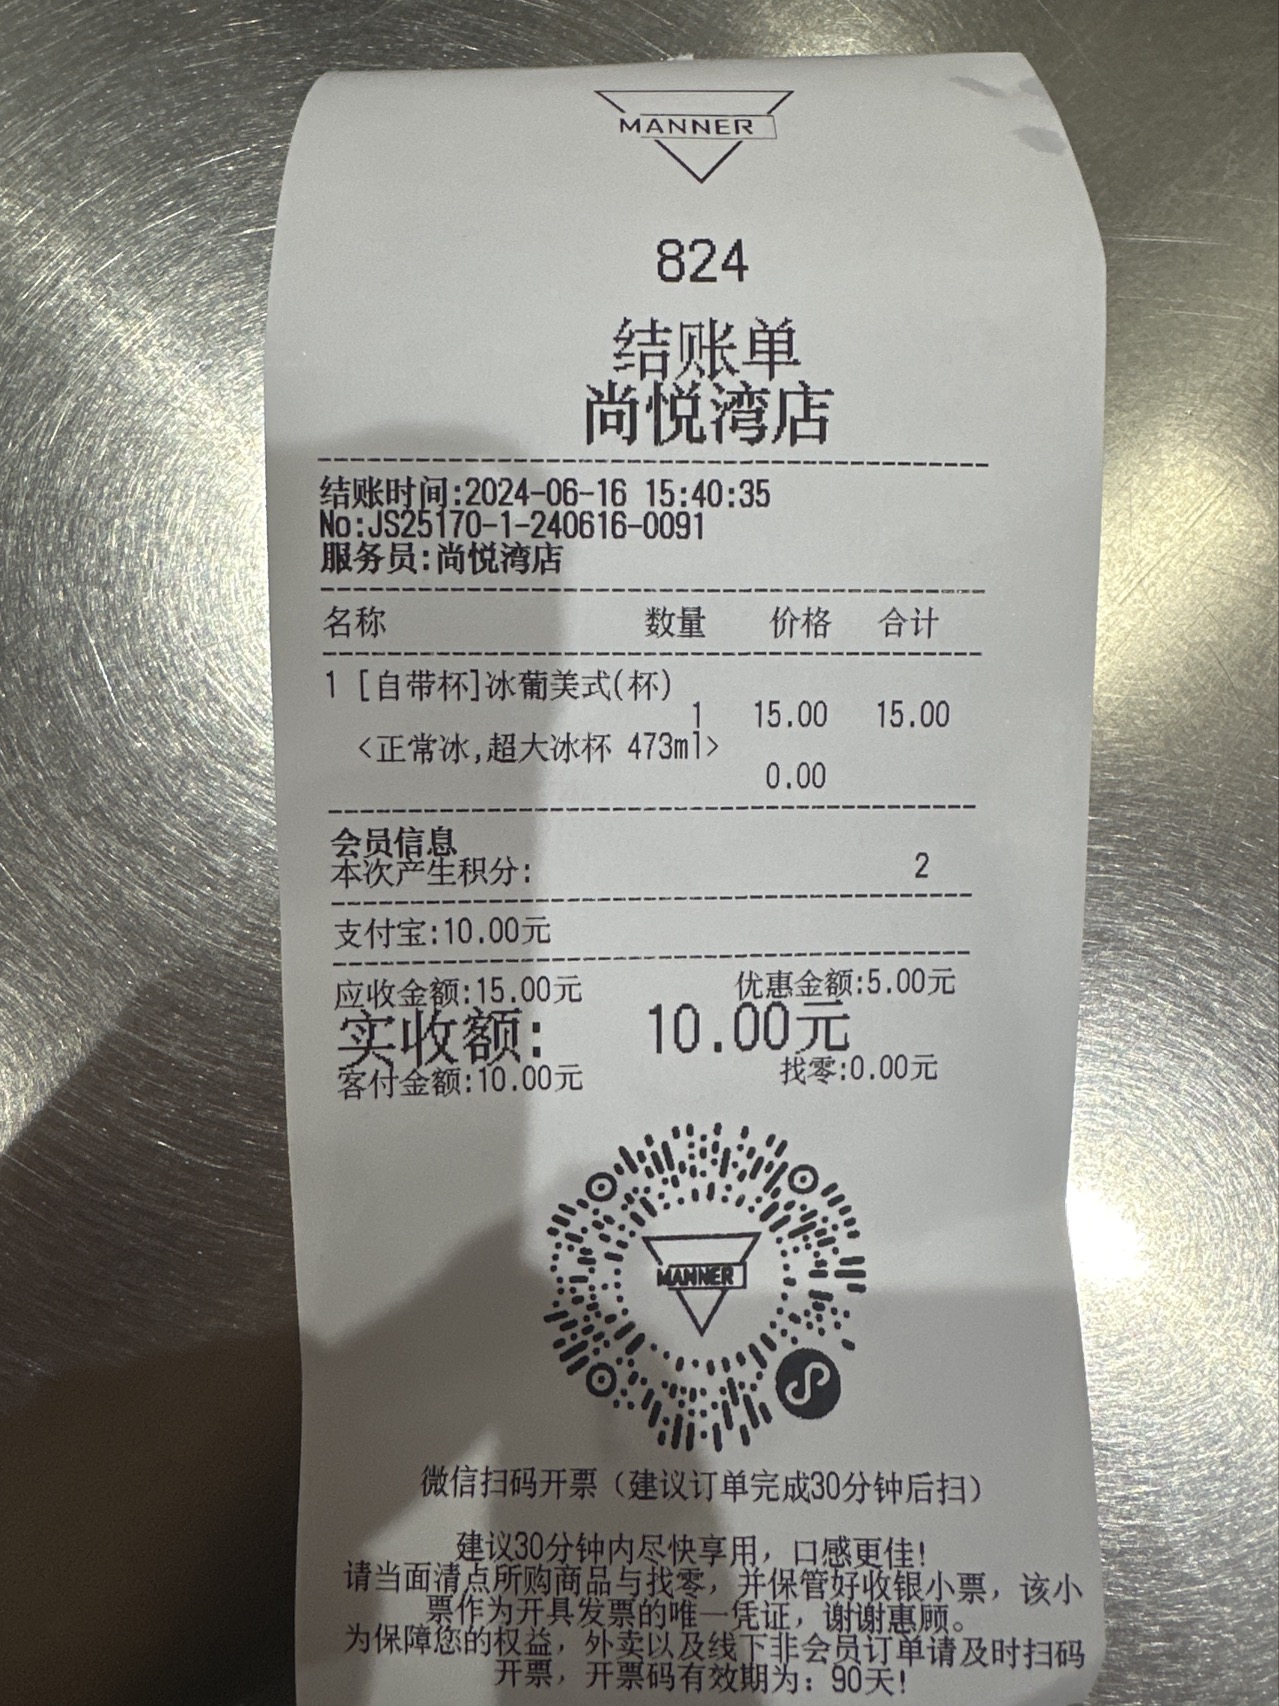 MANNER
824
结账单
尚悦湾店
结账时间:2024-06-16 15:40:35
No:JS25170-1-240616-0091
服务员:尚悦湾店
名称 数量 价格 合计
1 [自带杯]冰葡美式(杯)
1 15.00 15.00
<正常冰,超大冰杯 473ml>
0.00
会员信息
本次产生积分: 2
支付宝:10.00元
应收金额:15.00元 优惠金额:5.00元
实收额: 10.00元
客付金额:10.00元 找零:0.00元
MANNER
微信扫码开票（建议订单完成30分钟后扫）
建议30分钟内尽快享用，口感更佳!
请当面清点所购商品与找零，并保管好收银小票，该小
票作为开具发票的唯一凭证，谢谢惠顾。
为保障您的权益，外卖以及线下非会员订单请及时扫码
开票，开票码有效期为：90天!